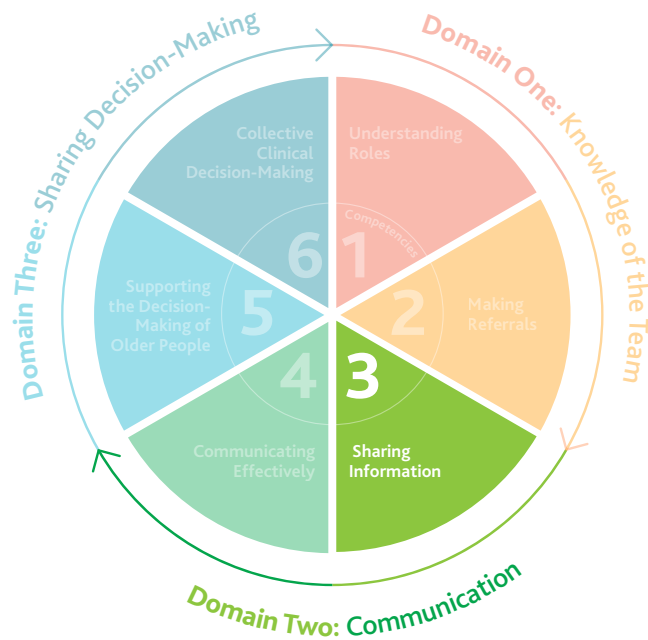 Domain One: Knowledge of the Team
Domain Two: Communication
Domain Three: Sharing Decision-Making
Competencies
1
Understanding
Roles
2
Making
Referrals
3
Sharing
Information
4
Communicating
Effectively
5
Supporting
the Decision-
Making of
Older People
6
Collective
Clinical
Decision-Making